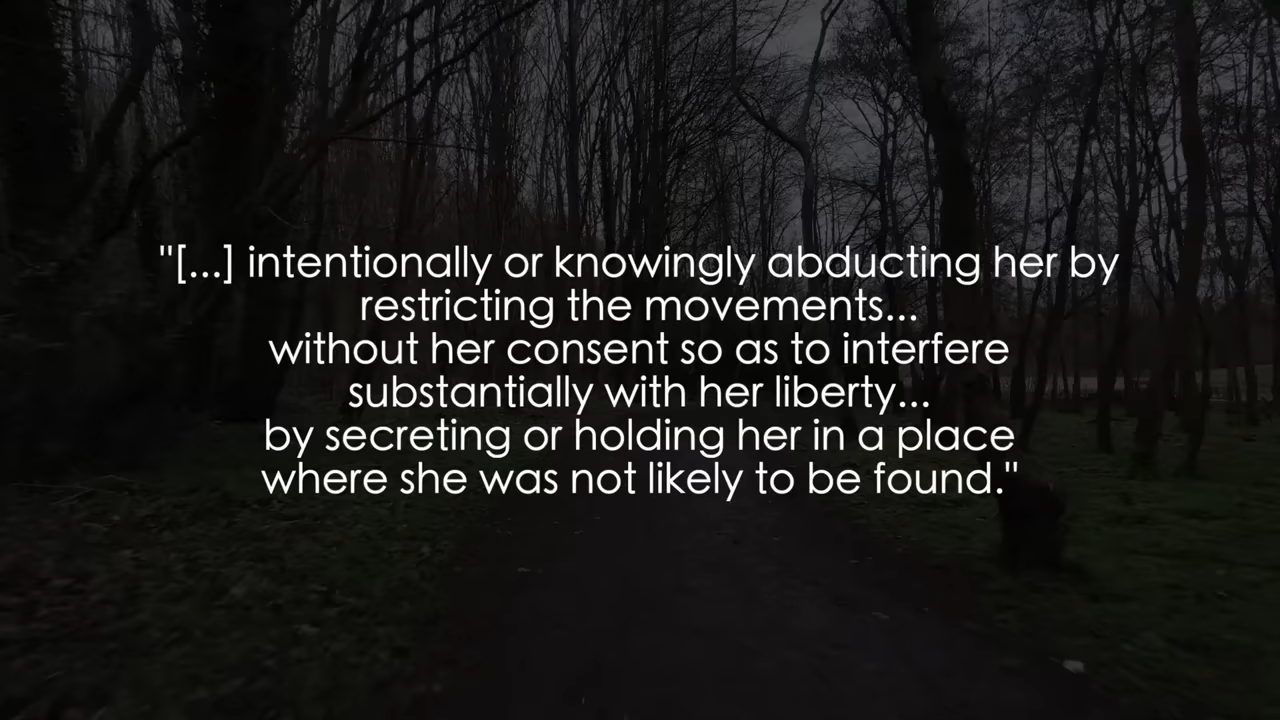 "[...] intentionally or knowingly abducting her by
restricting the movements...
without her consent so as to interfere
substantially with her liberty...
by secreting or holding her in a place
where she was not likely to be found."